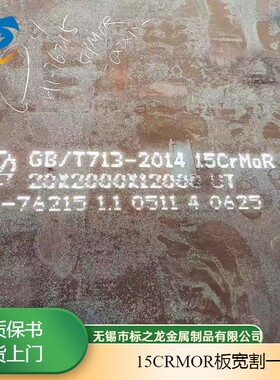 GB/T713-2014 15CrMoR
20X2000X12000 UT
-76215 1.1 0511 4 0625
质保书
货上门
无锡市标之龙金属制品有限公司
15CRMOR板宽割一